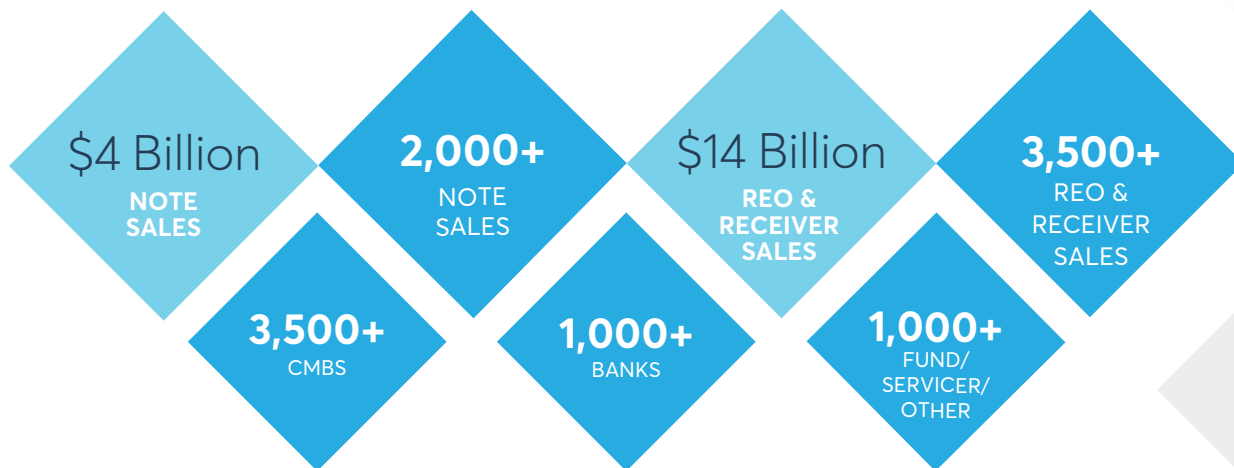 $4 Billion
NOTE
SALES
2,000+
NOTE
SALES
$14 Billion
REO &
RECEIVER
SALES
3,500+
REO &
RECEIVER
SALES
3,500+
CMBS
1,000+
BANKS
1,000+
FUND/
SERVICER/
OTHER